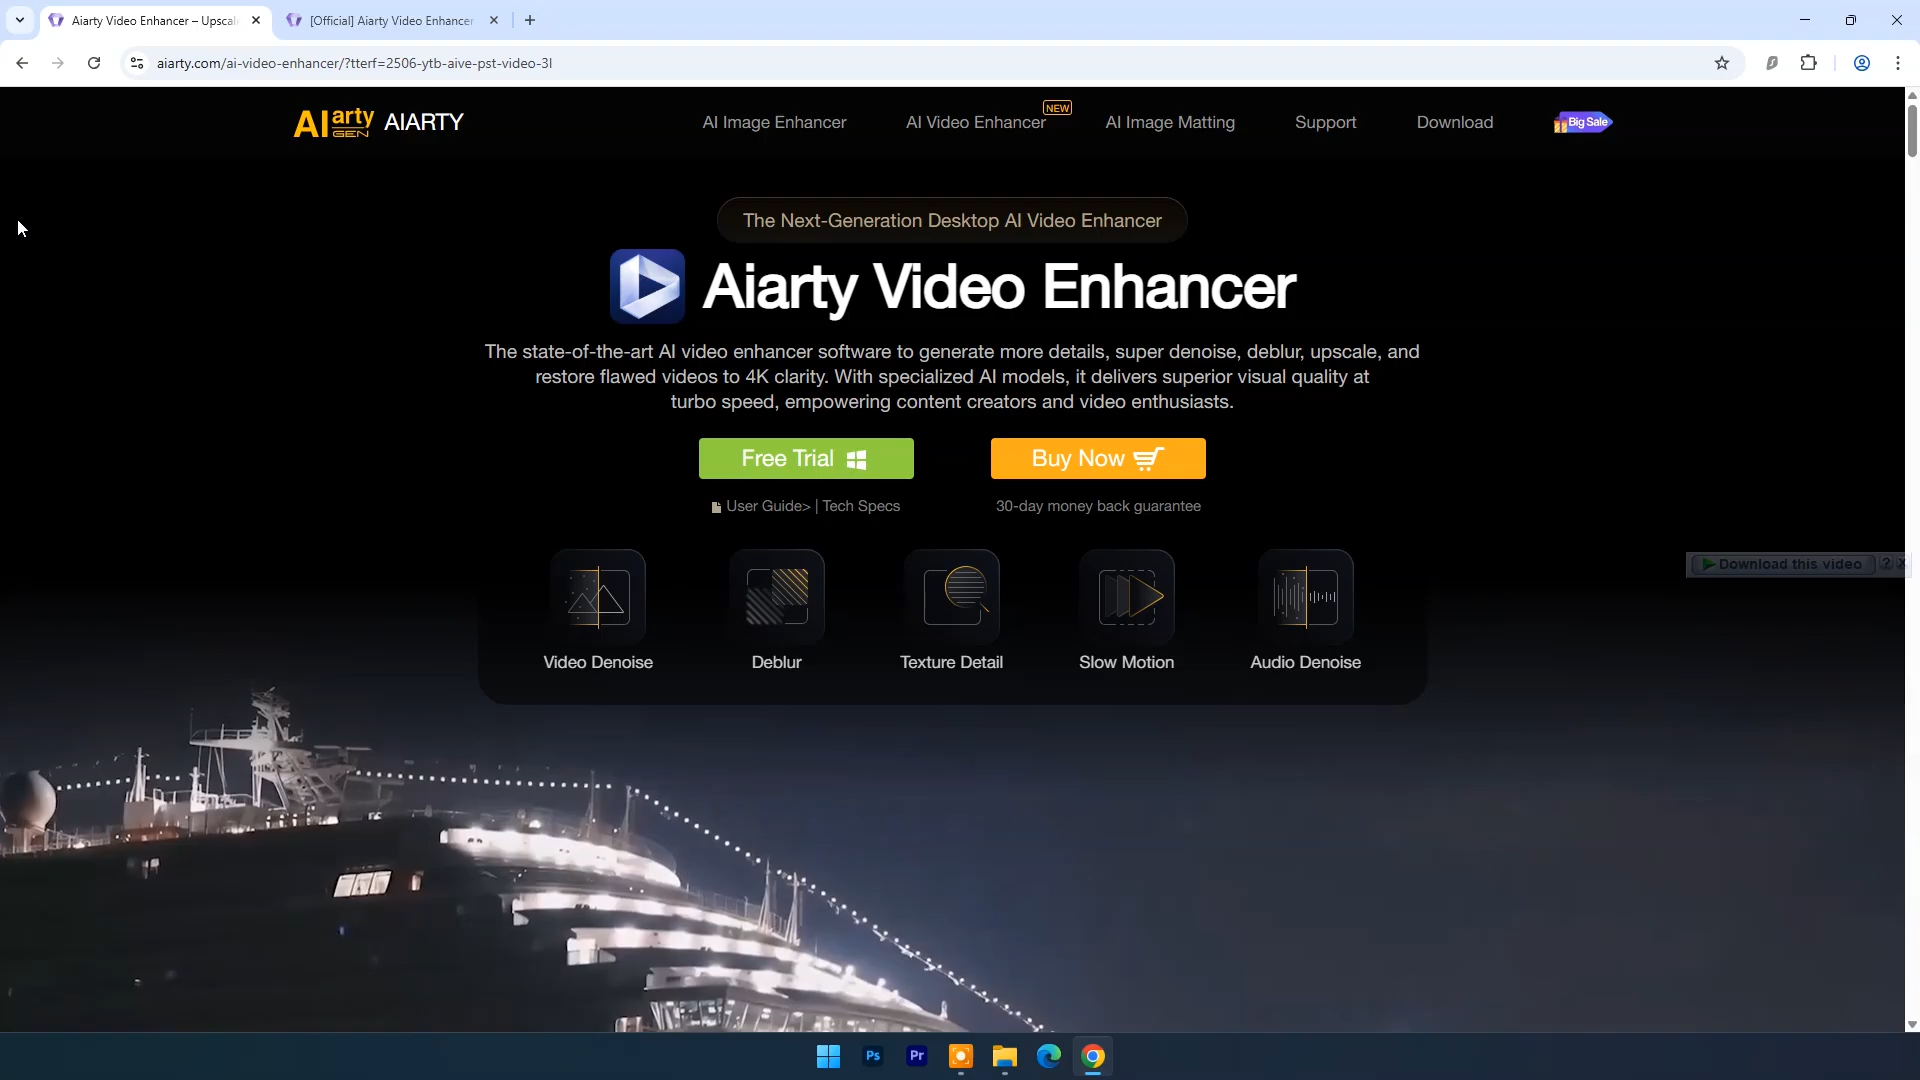 Aiarty Video Enhancer – Upscal
[Official] Aiarty Video Enhancer
aiarty.com/ai-video-enhancer/?tterf=2506-ytb-aive-pst-video-3l
AIarty GEN AIARTY
AI Image Enhancer
AI Video Enhancer
NEW
AI Image Matting
Support
Download
Big Sale
The Next-Generation Desktop AI Video Enhancer
Aiarty Video Enhancer
The state-of-the-art AI video enhancer software to generate more details, super denoise, deblur, upscale, and
restore flawed videos to 4K clarity. With specialized AI models, it delivers superior visual quality at
turbo speed, empowering content creators and video enthusiasts.
Free Trial
Buy Now
User Guide> | Tech Specs
30-day money back guarantee
Download this video ? X
Video Denoise
Deblur
Texture Detail
Slow Motion
Audio Denoise
Ps
Pr